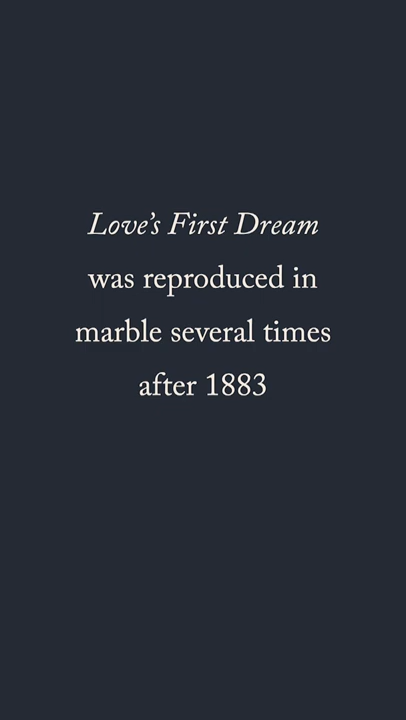 Love’s First Dream
was reproduced in
marble several times
after 1883